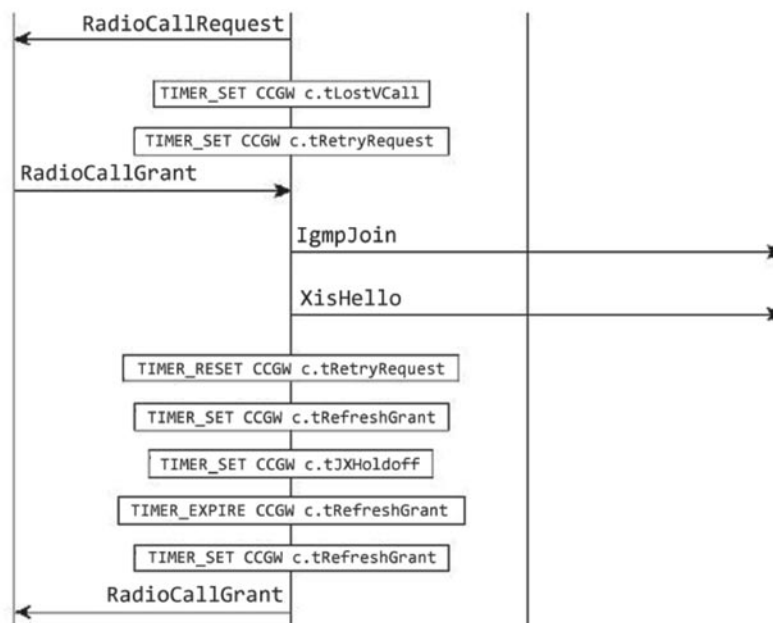 RadioCallRequest
TIMER_SET CCGW c.tLostVCall
TIMER_SET CCGW c.tRetryRequest
RadioCallGrant
IgmpJoin
XisHello
TIMER_RESET CCGW c.tRetryRequest
TIMER_SET CCGW c.tRefreshGrant
TIMER_SET CCGW c.tJXHoldoff
TIMER_EXPIRE CCGW c.tRefreshGrant
TIMER_SET CCGW c.tRefreshGrant
RadioCallGrant